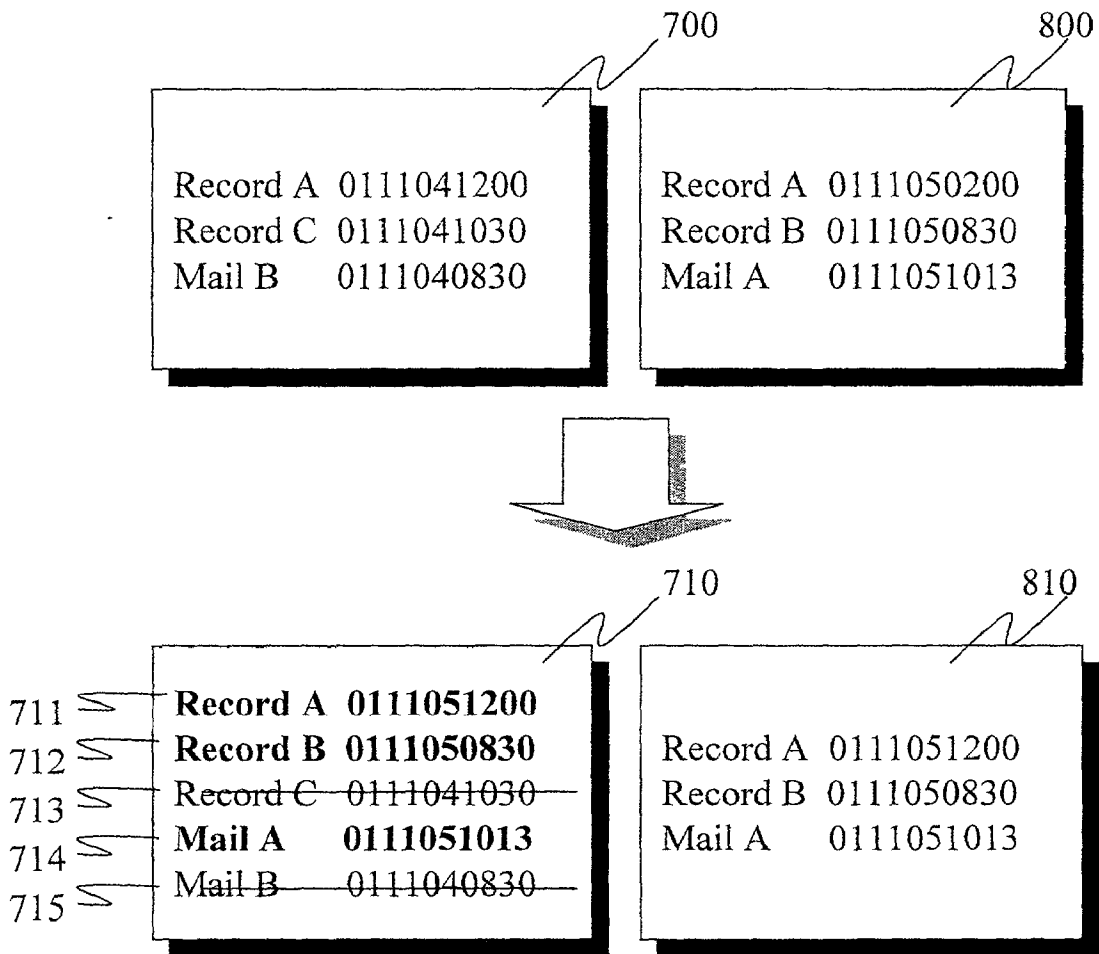 700
800
Record A 0111041200
Record C 0111041030
Mail B 0111040830
Record A 0111050200
Record B 0111050830
Mail A 0111051013
710
810
711
Record A 0111051200
712
Record B 0111050830
713
Record C 0111041030
714
Mail A 0111051013
715
Mail B 0111040830
Record A 0111051200
Record B 0111050830
Mail A 0111051013